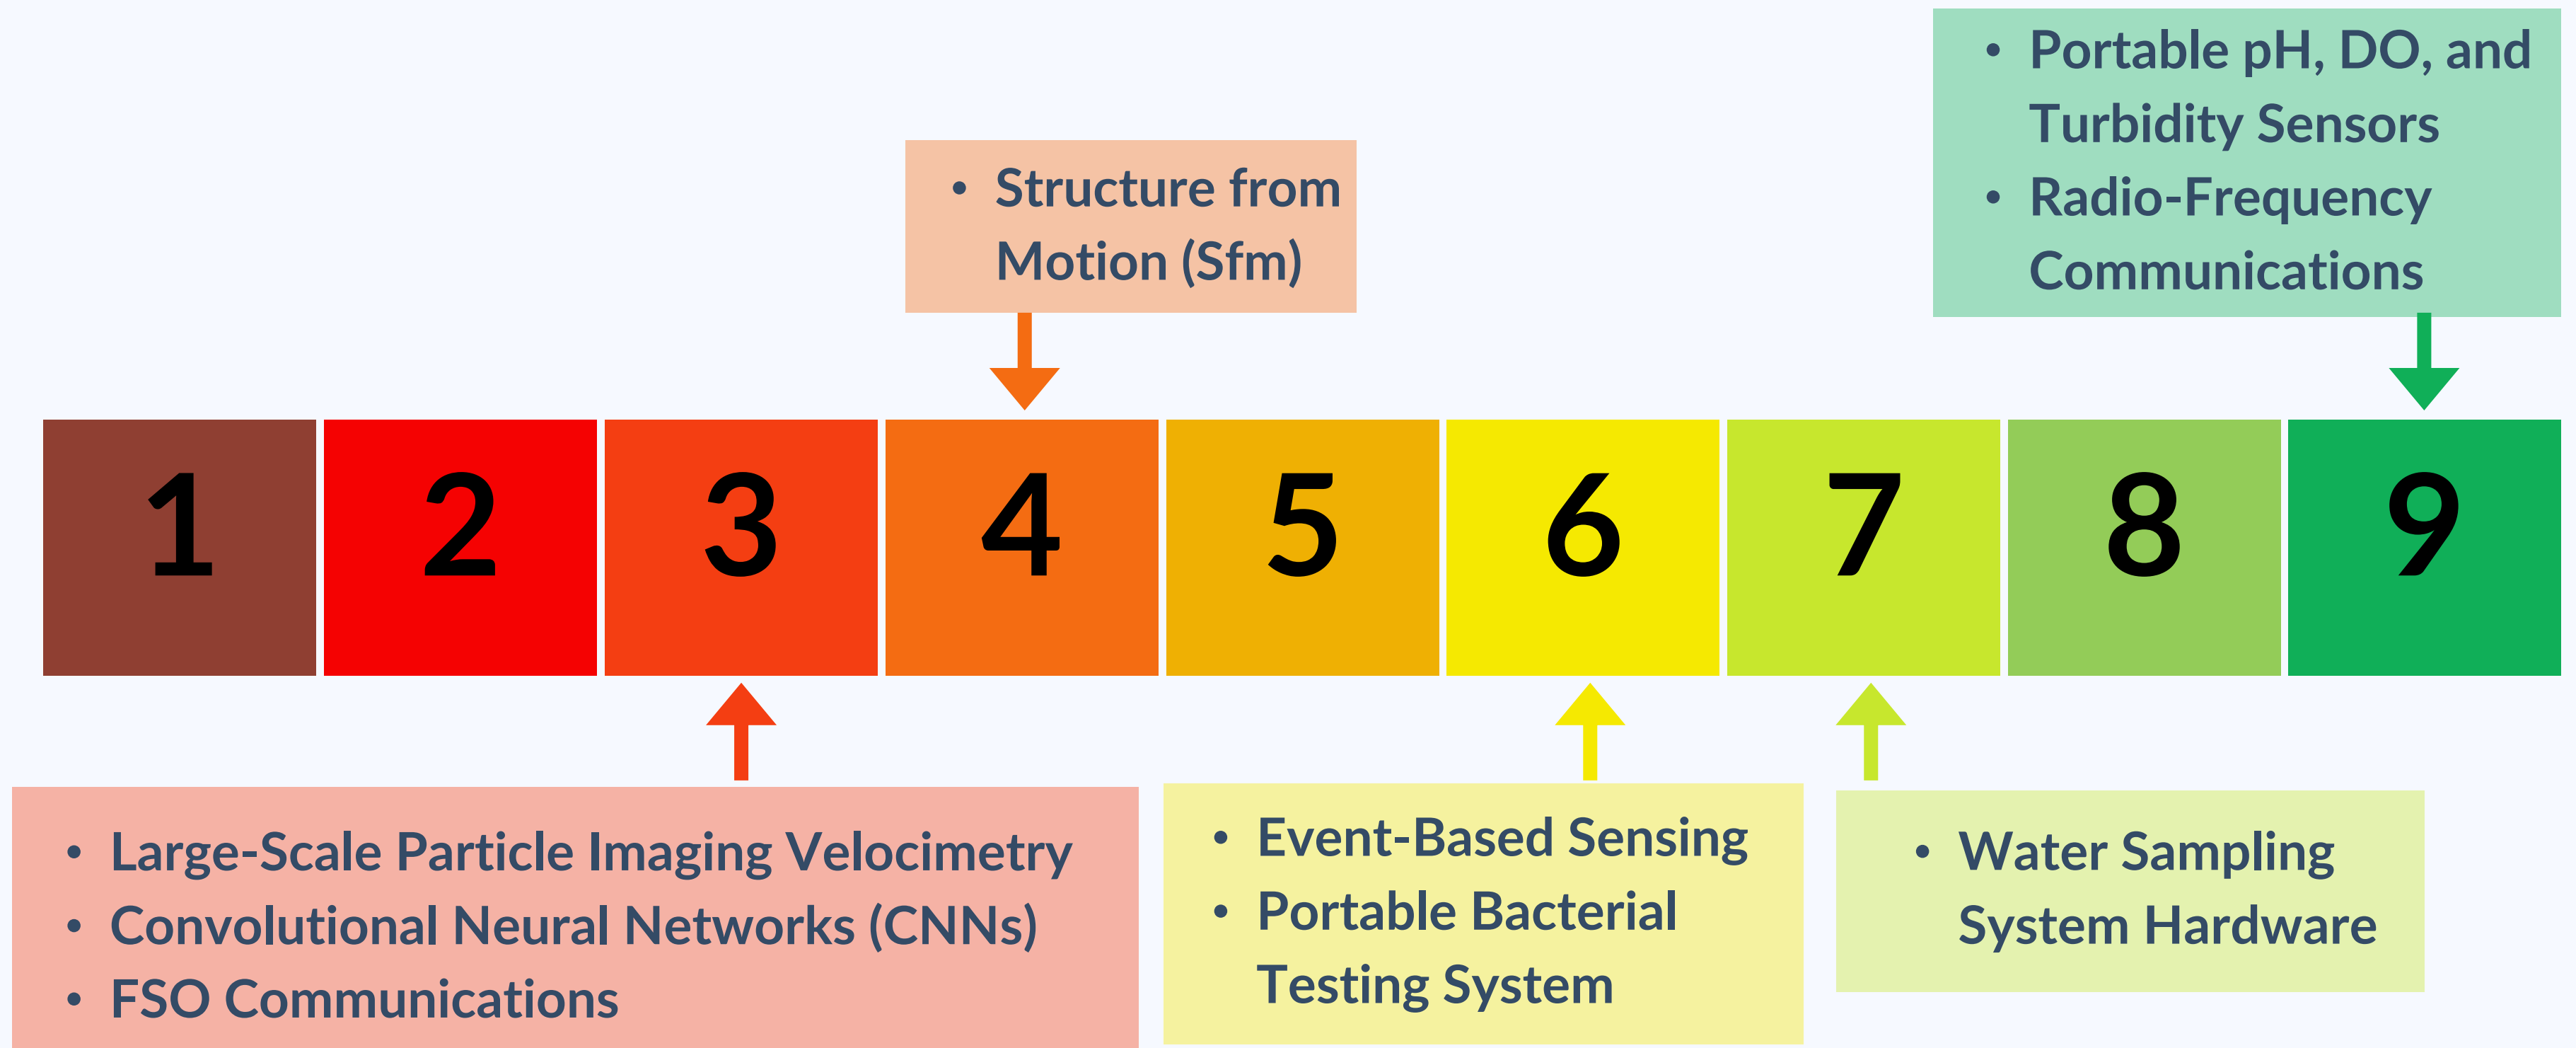 • Portable pH, DO, and
Turbidity Sensors
• Radio-Frequency
Communications
• Structure from
Motion (Sfm)
1 2 3 4 5 6 7 8 9
• Large-Scale Particle Imaging Velocimetry
• Convolutional Neural Networks (CNNs)
• FSO Communications
• Event-Based Sensing
• Portable Bacterial
Testing System
• Water Sampling
System Hardware